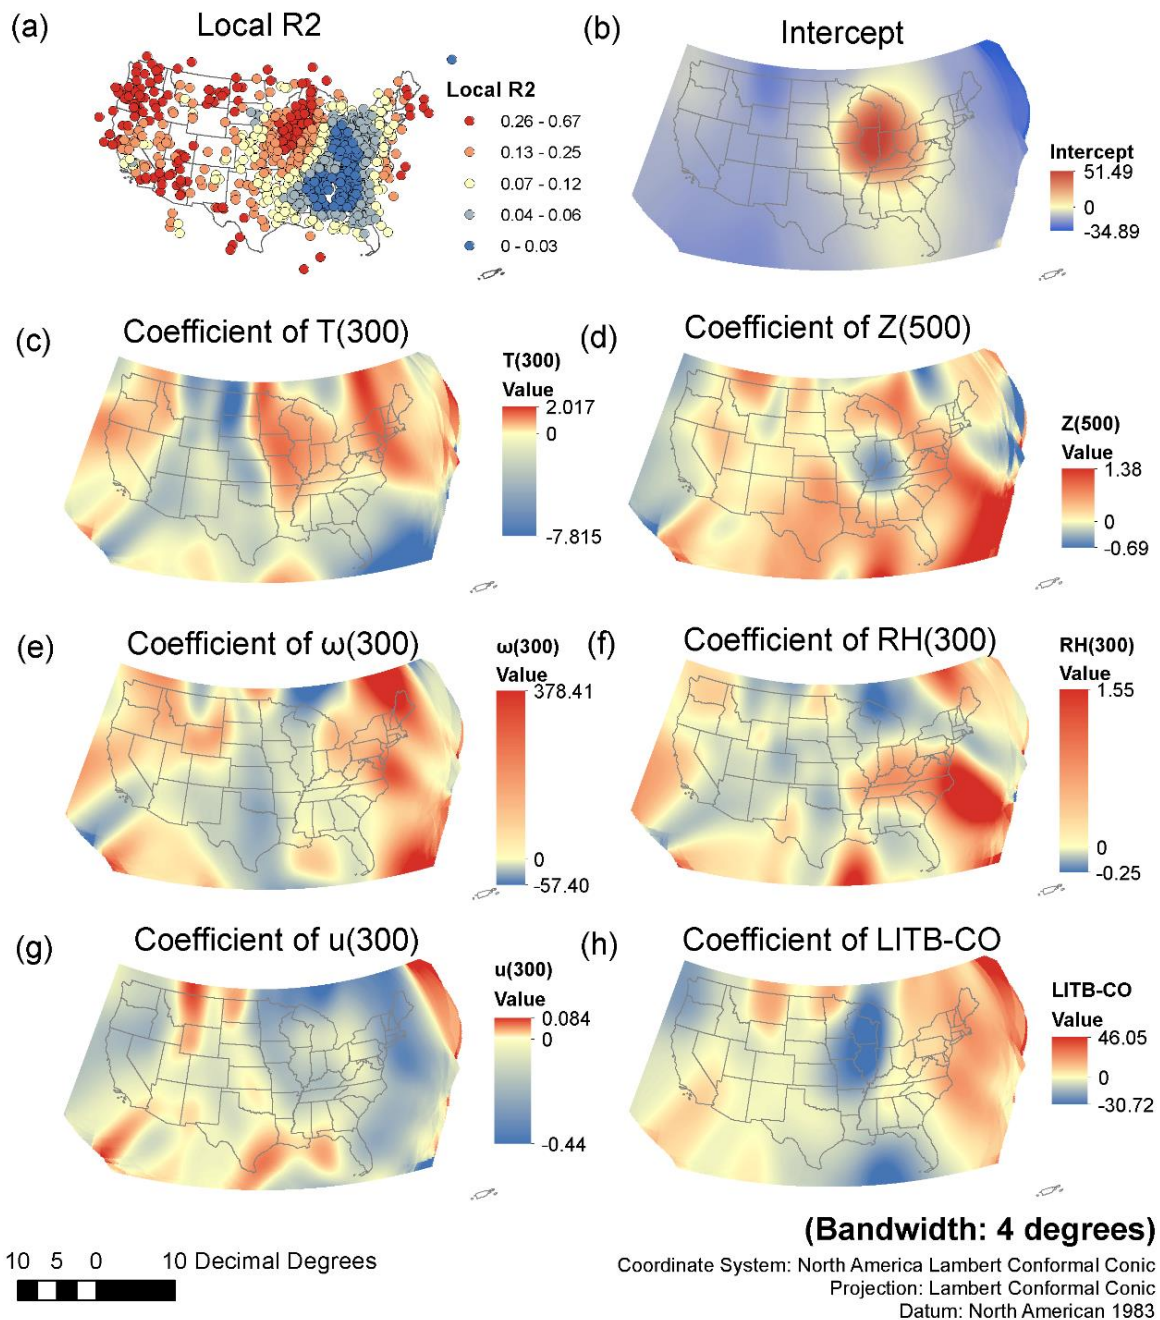 (a) Local R2
Local R2
0.26 - 0.67
0.13 - 0.25
0.07 - 0.12
0.04 - 0.06
0 - 0.03
(b) Intercept
Intercept
51.49
0
-34.89
(c) Coefficient of T(300)
T(300)
Value
2.017
0
-7.815
(d) Coefficient of Z(500)
Z(500)
Value
1.38
0
-0.69
(e) Coefficient of ω(300)
ω(300)
Value
378.41
0
-57.40
(f) Coefficient of RH(300)
RH(300)
Value
1.55
0
-0.25
(g) Coefficient of u(300)
u(300)
Value
0.084
0
-0.44
(h) Coefficient of LITB-CO
LITB-CO
Value
46.05
0
-30.72
10 5 0 10 Decimal Degrees
(Bandwidth: 4 degrees)
Coordinate System: North America Lambert Conformal Conic
Projection: Lambert Conformal Conic
Datum: North American 1983